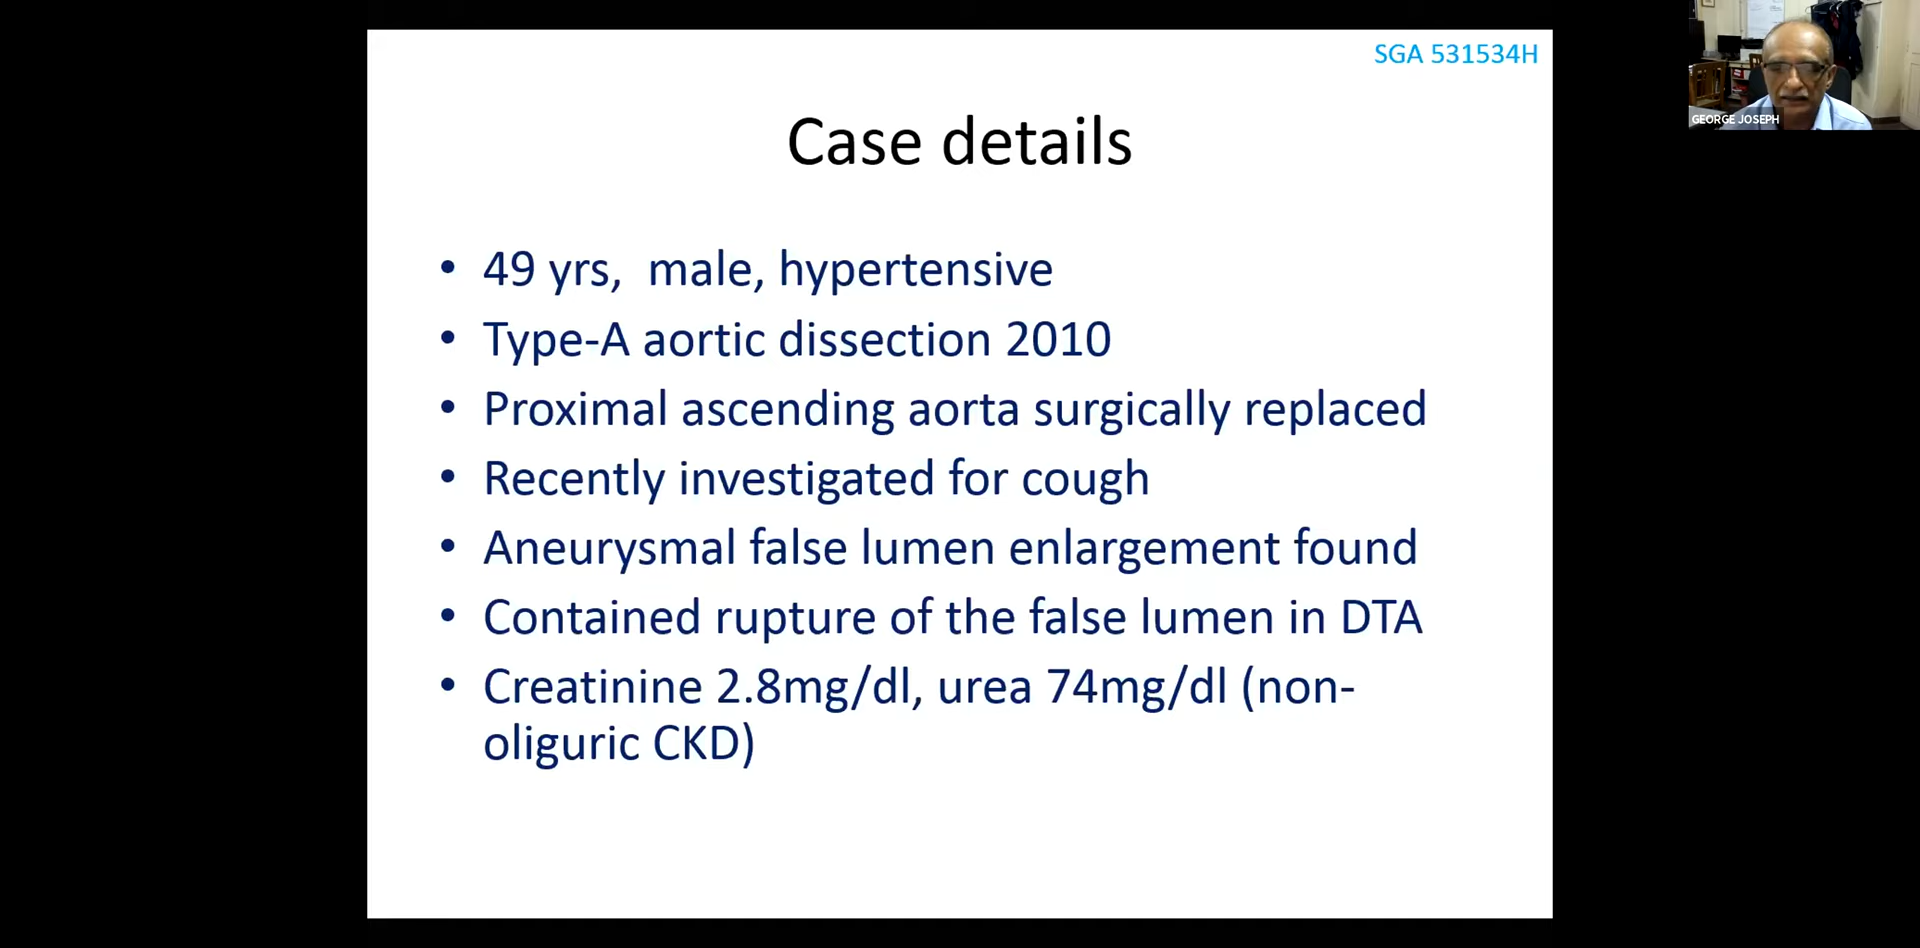 SGA 531534H
GEORGE JOSEPH
Case details
• 49 yrs, male, hypertensive
• Type-A aortic dissection 2010
• Proximal ascending aorta surgically replaced
• Recently investigated for cough
• Aneurysmal false lumen enlargement found
• Contained rupture of the false lumen in DTA
• Creatinine 2.8mg/dl, urea 74mg/dl (non-
oliguric CKD)